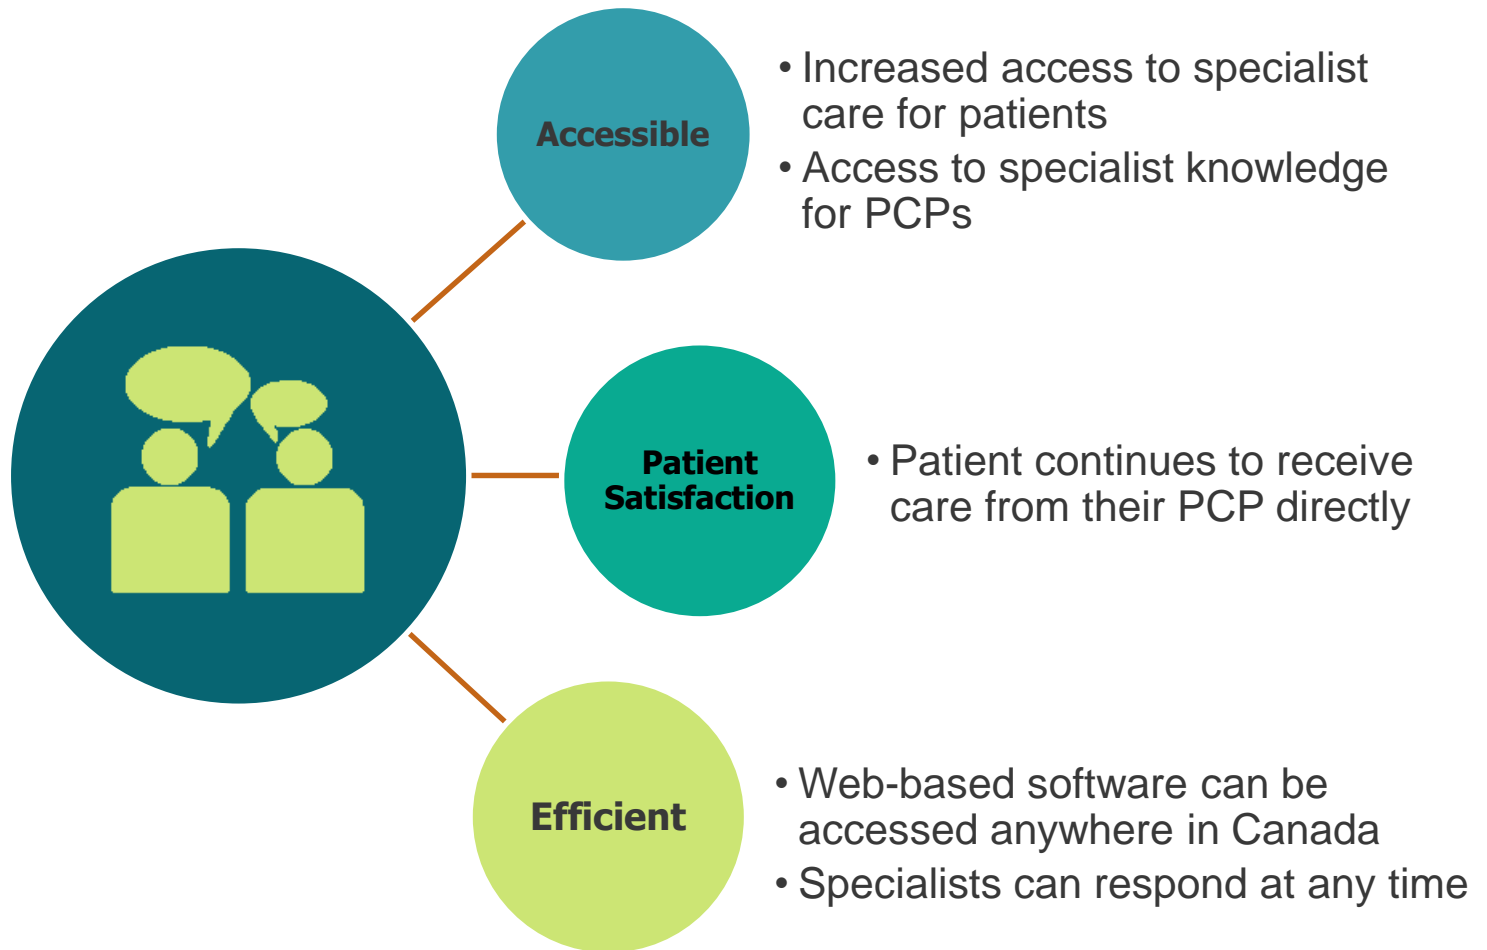 Accessible
• Increased access to specialist
care for patients
• Access to specialist knowledge
for PCPs
Patient
Satisfaction
• Patient continues to receive
care from their PCP directly
Efficient
• Web-based software can be
accessed anywhere in Canada
• Specialists can respond at any time